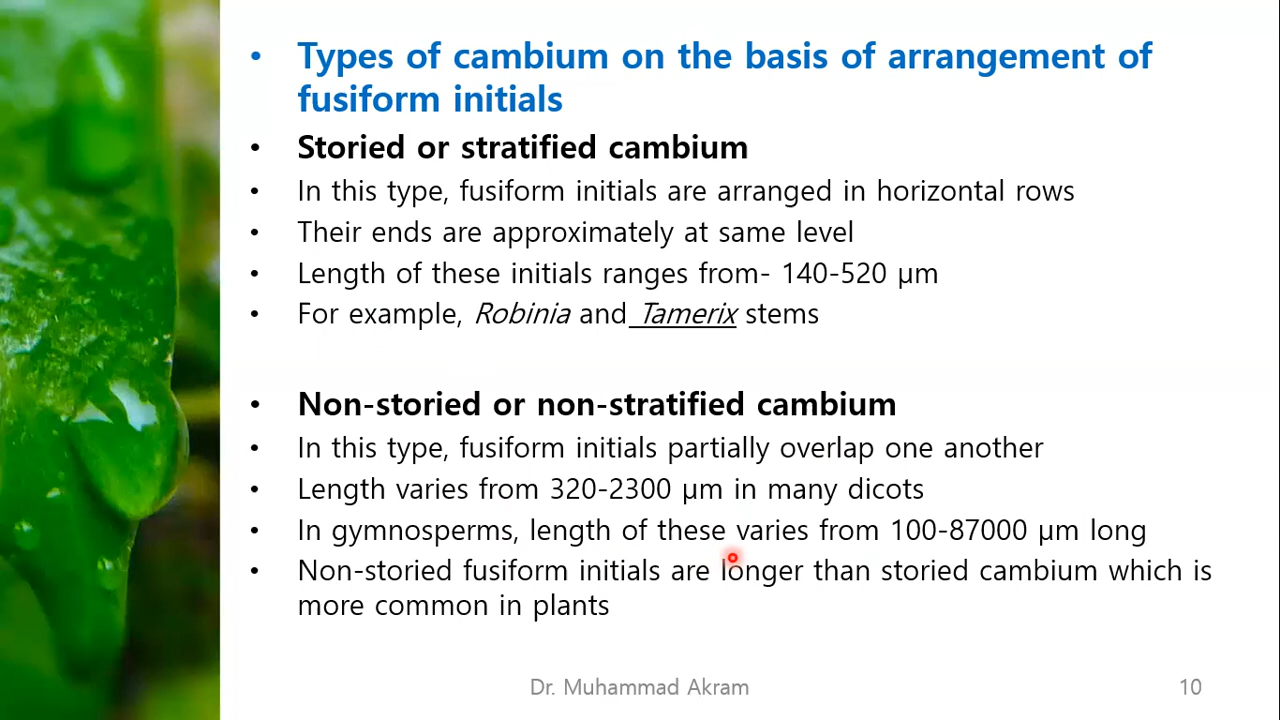 • Types of cambium on the basis of arrangement of
fusiform initials
• Storied or stratified cambium
• In this type, fusiform initials are arranged in horizontal rows
• Their ends are approximately at same level
• Length of these initials ranges from- 140-520 µm
• For example, Robinia and Tamerix stems
• Non-storied or non-stratified cambium
• In this type, fusiform initials partially overlap one another
• Length varies from 320-2300 µm in many dicots
• In gymnosperms, length of these varies from 100-87000 µm long
• Non-storied fusiform initials are longer than storied cambium which is
more common in plants
Dr. Muhammad Akram
10